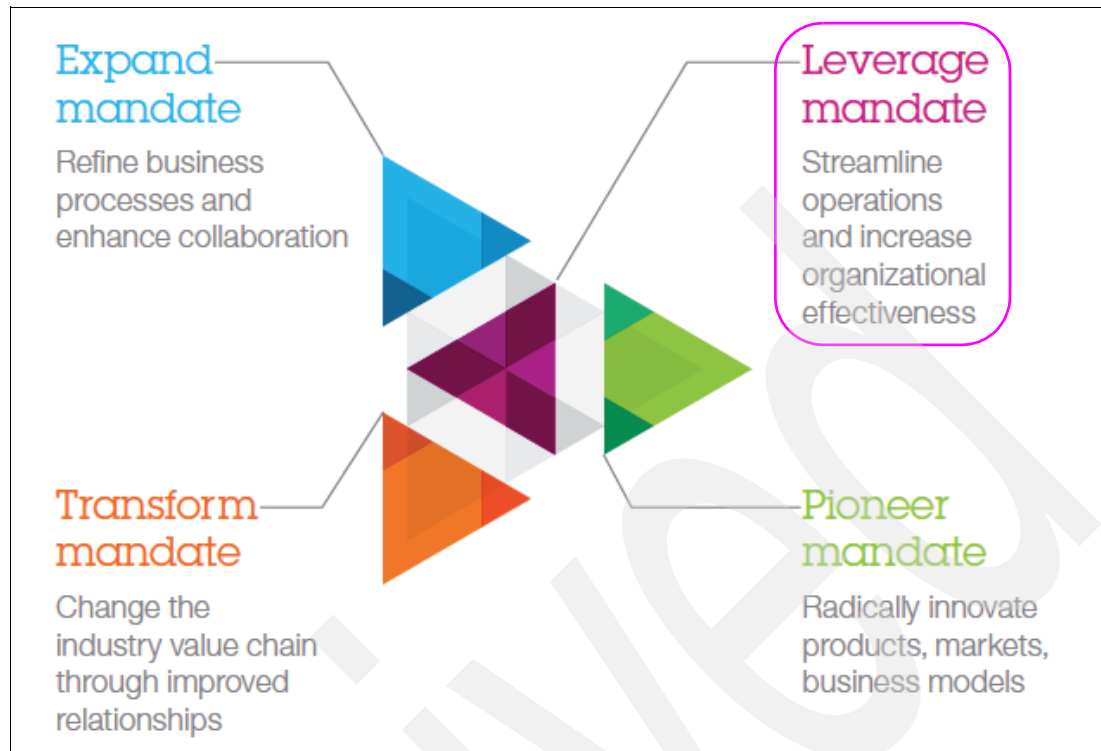 Expand
mandate
Refine business
processes and
enhance collaboration
Leverage
mandate
Streamline
operations
and increase
organizational
effectiveness
Transform
mandate
Change the
industry value chain
through improved
relationships
Pioneer
mandate
Radically innovate
products, markets,
business models